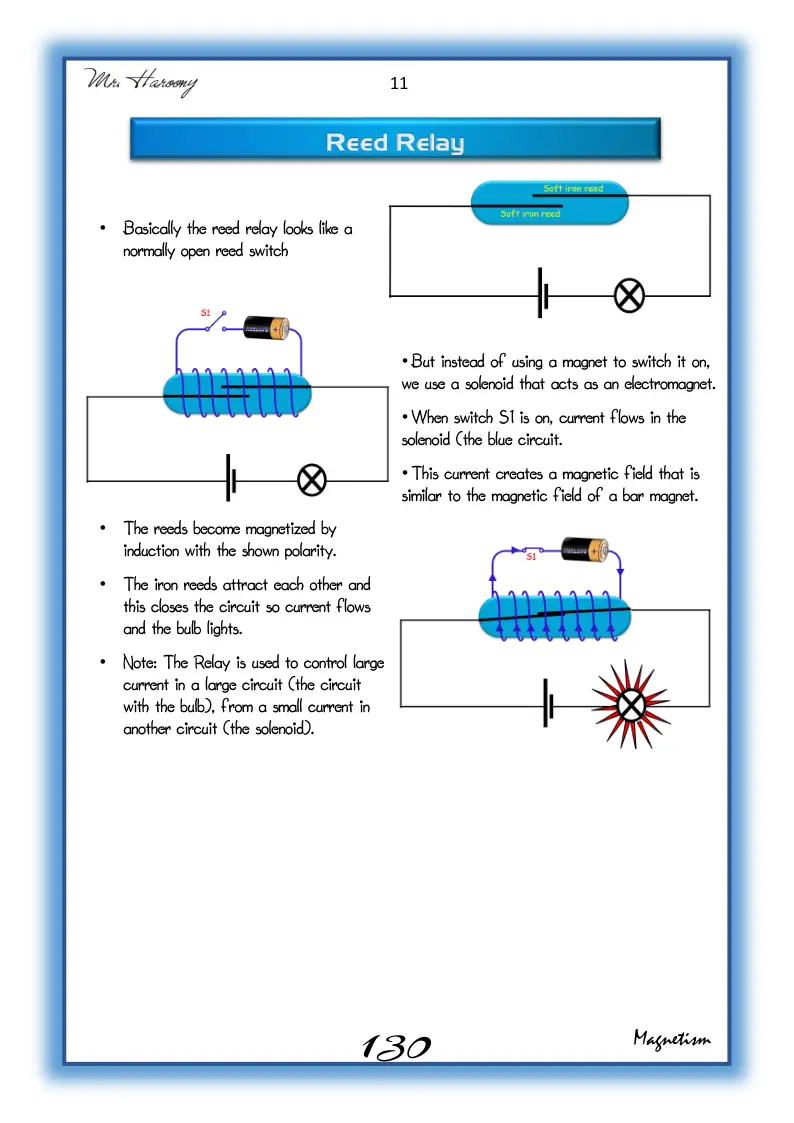 Mr. Haroony
11
Reed Relay
Soft iron reed
Soft iron reed
• Basically the reed relay looks like a
normally open reed switch
S1
+
• But instead of using a magnet to switch it on,
we use a solenoid that acts as an electromagnet.
• When switch S1 is on, current flows in the
solenoid (the blue circuit.
• This current creates a magnetic field that is
similar to the magnetic field of a bar magnet.
• The reeds become magnetized by
induction with the shown polarity.
• The iron reeds attract each other and
this closes the circuit so current flows
and the bulb lights.
• Note: The Relay is used to control large
current in a large circuit (the circuit
with the bulb), from a small current in
another circuit (the solenoid).
S1
+
130
Magnetism